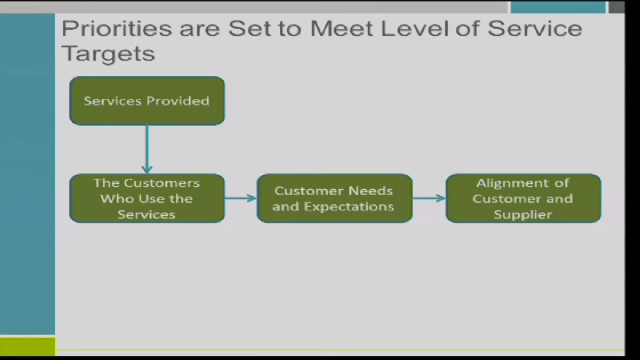 Priorities are Set to Meet Level of Service
Targets
Services Provided
The Customers
Who Use the
Services
Customer Needs
and Expectations
Alignment of
Customer and
Supplier